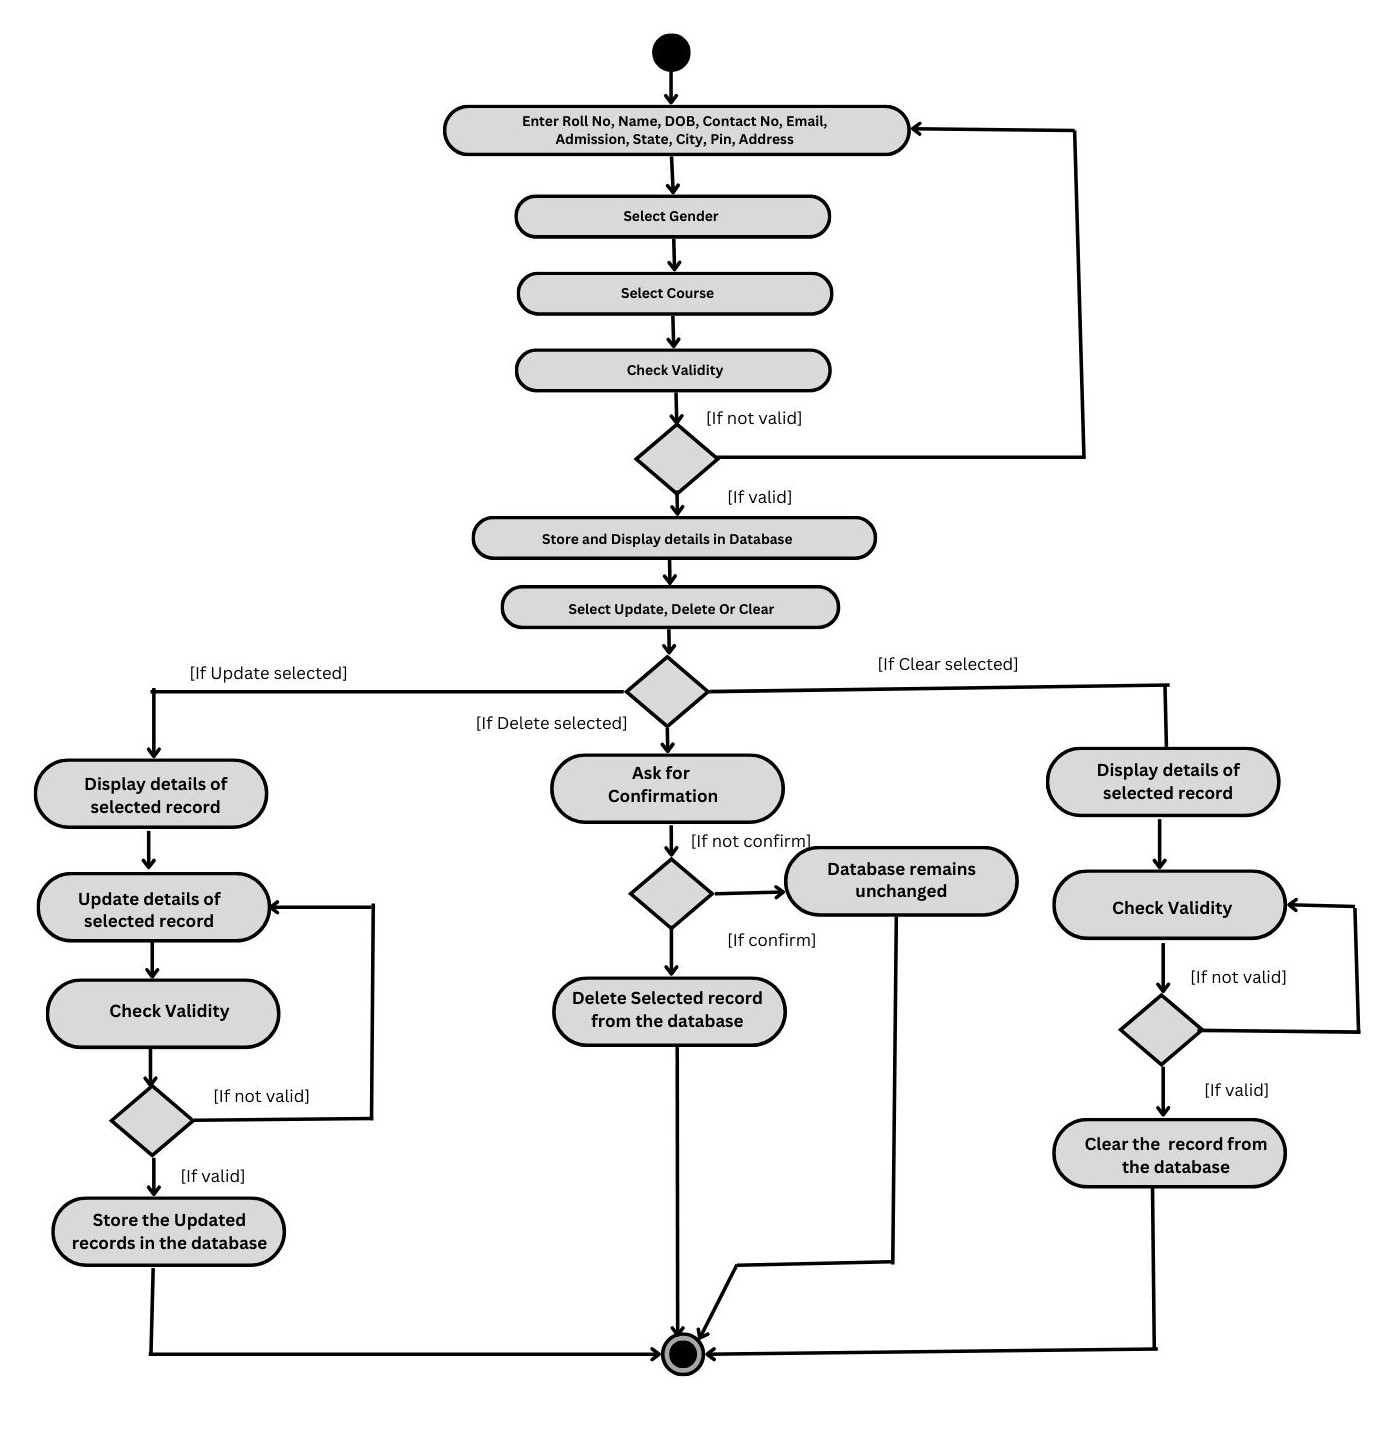 Enter Roll No, Name, DOB, Contact No, Email,
Admission, State, City, Pin, Address
Select Gender
Select Course
Check Validity
[If not valid]
[If valid]
Store and Display details in Database
Select Update, Delete Or Clear
[If Update selected]
[If Clear selected]
[If Delete selected]
Display details of
selected record
Update details of
selected record
Check Validity
[If not valid]
[If valid]
Store the Updated
records in the database
Ask for
Confirmation
[If not confirm]
Database remains
unchanged
[If confirm]
Delete Selected record
from the database
Display details of
selected record
Check Validity
[If not valid]
[If valid]
Clear the  record from
the database